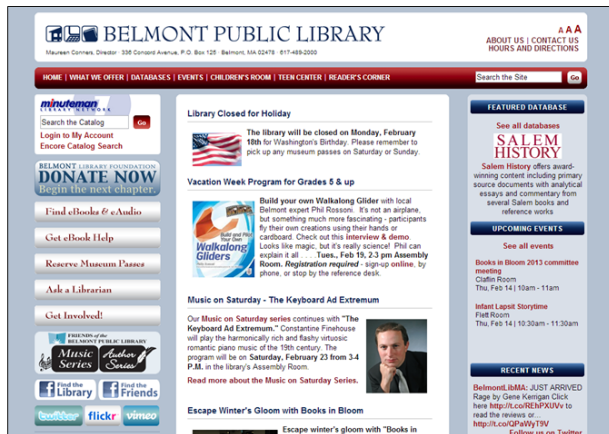 BELMONT PUBLIC LIBRARY
Maureen Conners, Director · 336 Concord Avenue, P.O. Box 125 · Belmont, MA 02478 · 617-489-2000
A A A
ABOUT US | CONTACT US
HOURS AND DIRECTIONS
HOME | WHAT WE OFFER | DATABASES | EVENTS | CHILDREN'S ROOM | TEEN CENTER | READER'S CORNER
Search the Site
Go
minuteman
LIBRARY NETWORK
Search the Catalog
Go
Login to My Account
Encore Catalog Search
BELMONT LIBRARY FOUNDATION
DONATE NOW
Begin the next chapter.
Find eBooks & eAudio
Get eBook Help
Reserve Museum Passes
Ask a Librarian
Get Involved!
FRIENDS of the
BELMONT PUBLIC LIBRARY
Music Series
Author Series
Find the Library
Find the Friends
twitter
flickr
vimeo
Library Closed for Holiday
The library will be closed on Monday, February
18th for Washington's Birthday. Please remember to
pick up any museum passes on Saturday or Sunday.
Vacation Week Program for Grades 5 & up
Build and Pilot Your Own
Walkalong Gliders
Build your own Walkalong Glider with local
Belmont expert Phil Rossoni. It's not an airplane,
but something much more fascinating - participants
fly their own creations using their hands or
cardboard. Check out this interview & demo.
Looks like magic, but it's really science! Phil can
explain it all . . . .Tues., Feb 19, 2-3 pm Assembly
Room. Registration required - sign-up online, by
phone, or stop by the reference desk.
Music on Saturday - The Keyboard Ad Extremum
Our Music on Saturday series continues with "The
Keyboard Ad Extremum." Constantine Finehouse
will play the harmonically rich and flashy virtuosic
romantic piano music of the 19th century. The
program will be on Saturday, February 23 from 3-4
P.M. in the library's Assembly Room.
Read more about the Music on Saturday Series.
Escape Winter's Gloom with Books in Bloom
Escape winter's gloom with "Books in
FEATURED DATABASE
See all databases
SALEM
HISTORY
Salem History offers award-
winning content including primary
source documents with analytical
essays and commentary from
several Salem books and
reference works
UPCOMING EVENTS
See all events
Books in Bloom 2013 committee
meeting
Claflin Room
Thu, Feb 14 | 10am - 11am
Infant Lapsit Storytime
Flett Room
Thu, Feb 14 | 10:30am - 11:30am
RECENT NEWS
BelmontLibMA: JUST ARRIVED
Rage by Gene Kerrigan Click
here http://t.co/REhPXUVv to
read the reviews or...
http://t.co/QPaWyT9V
Follow us on Twitter